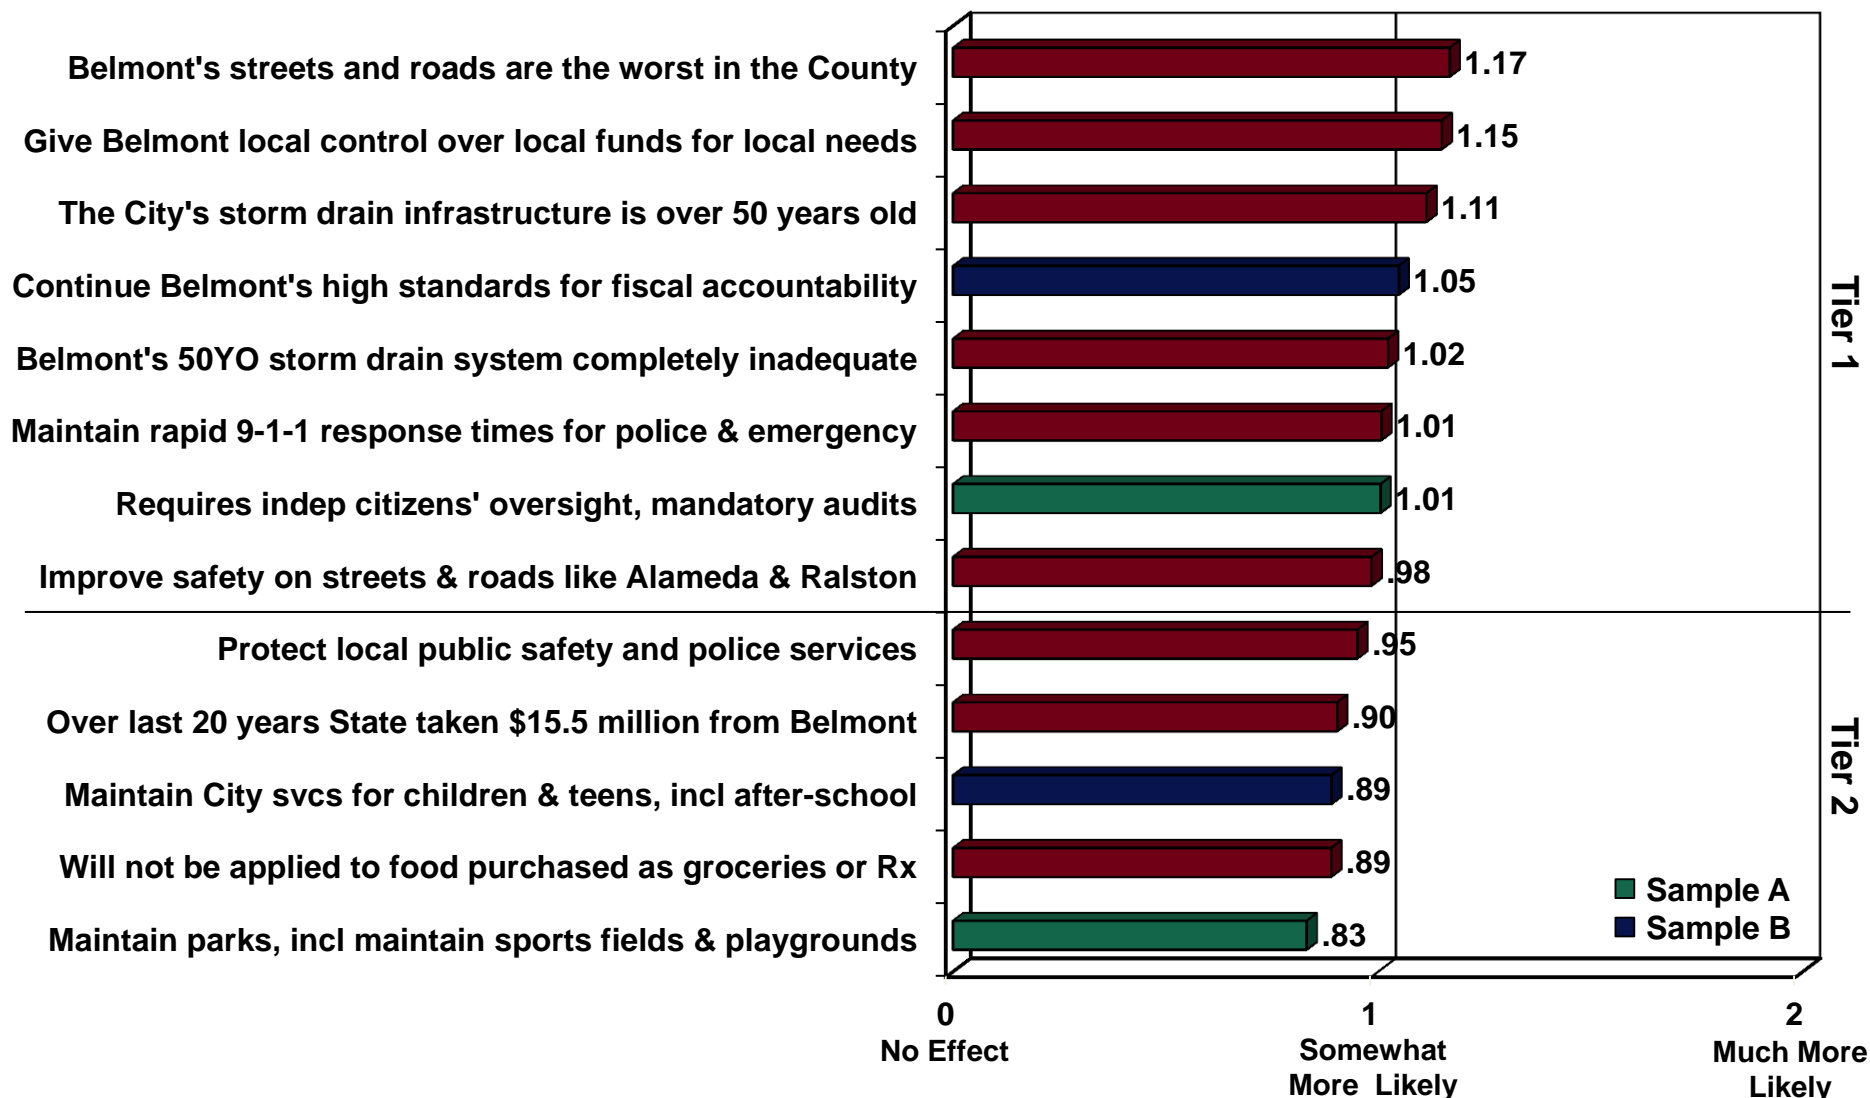 Belmont's streets and roads are the worst in the County 1.17
Give Belmont local control over local funds for local needs 1.15
The City's storm drain infrastructure is over 50 years old 1.11
Continue Belmont's high standards for fiscal accountability 1.05
Belmont's 50YO storm drain system completely inadequate 1.02
Maintain rapid 9-1-1 response times for police & emergency 1.01
Requires indep citizens' oversight, mandatory audits 1.01
Improve safety on streets & roads like Alameda & Ralston .98
Tier 1
Protect local public safety and police services .95
Over last 20 years State taken $15.5 million from Belmont .90
Maintain City svcs for children & teens, incl after-school .89
Will not be applied to food purchased as groceries or Rx .89
Maintain parks, incl maintain sports fields & playgrounds .83
Tier 2
Sample A
Sample B
0 1 2
No Effect Somewhat Much More
More Likely Likely